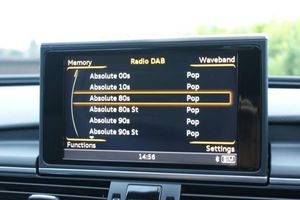 Memory Radio DAB Waveband
Absolute 00s Pop
Absolute 10s Pop
Absolute 80s Pop
Absolute 80s St Pop
Absolute 90s Pop
Absolute 90s St Pop
Functions 14:56 Settings